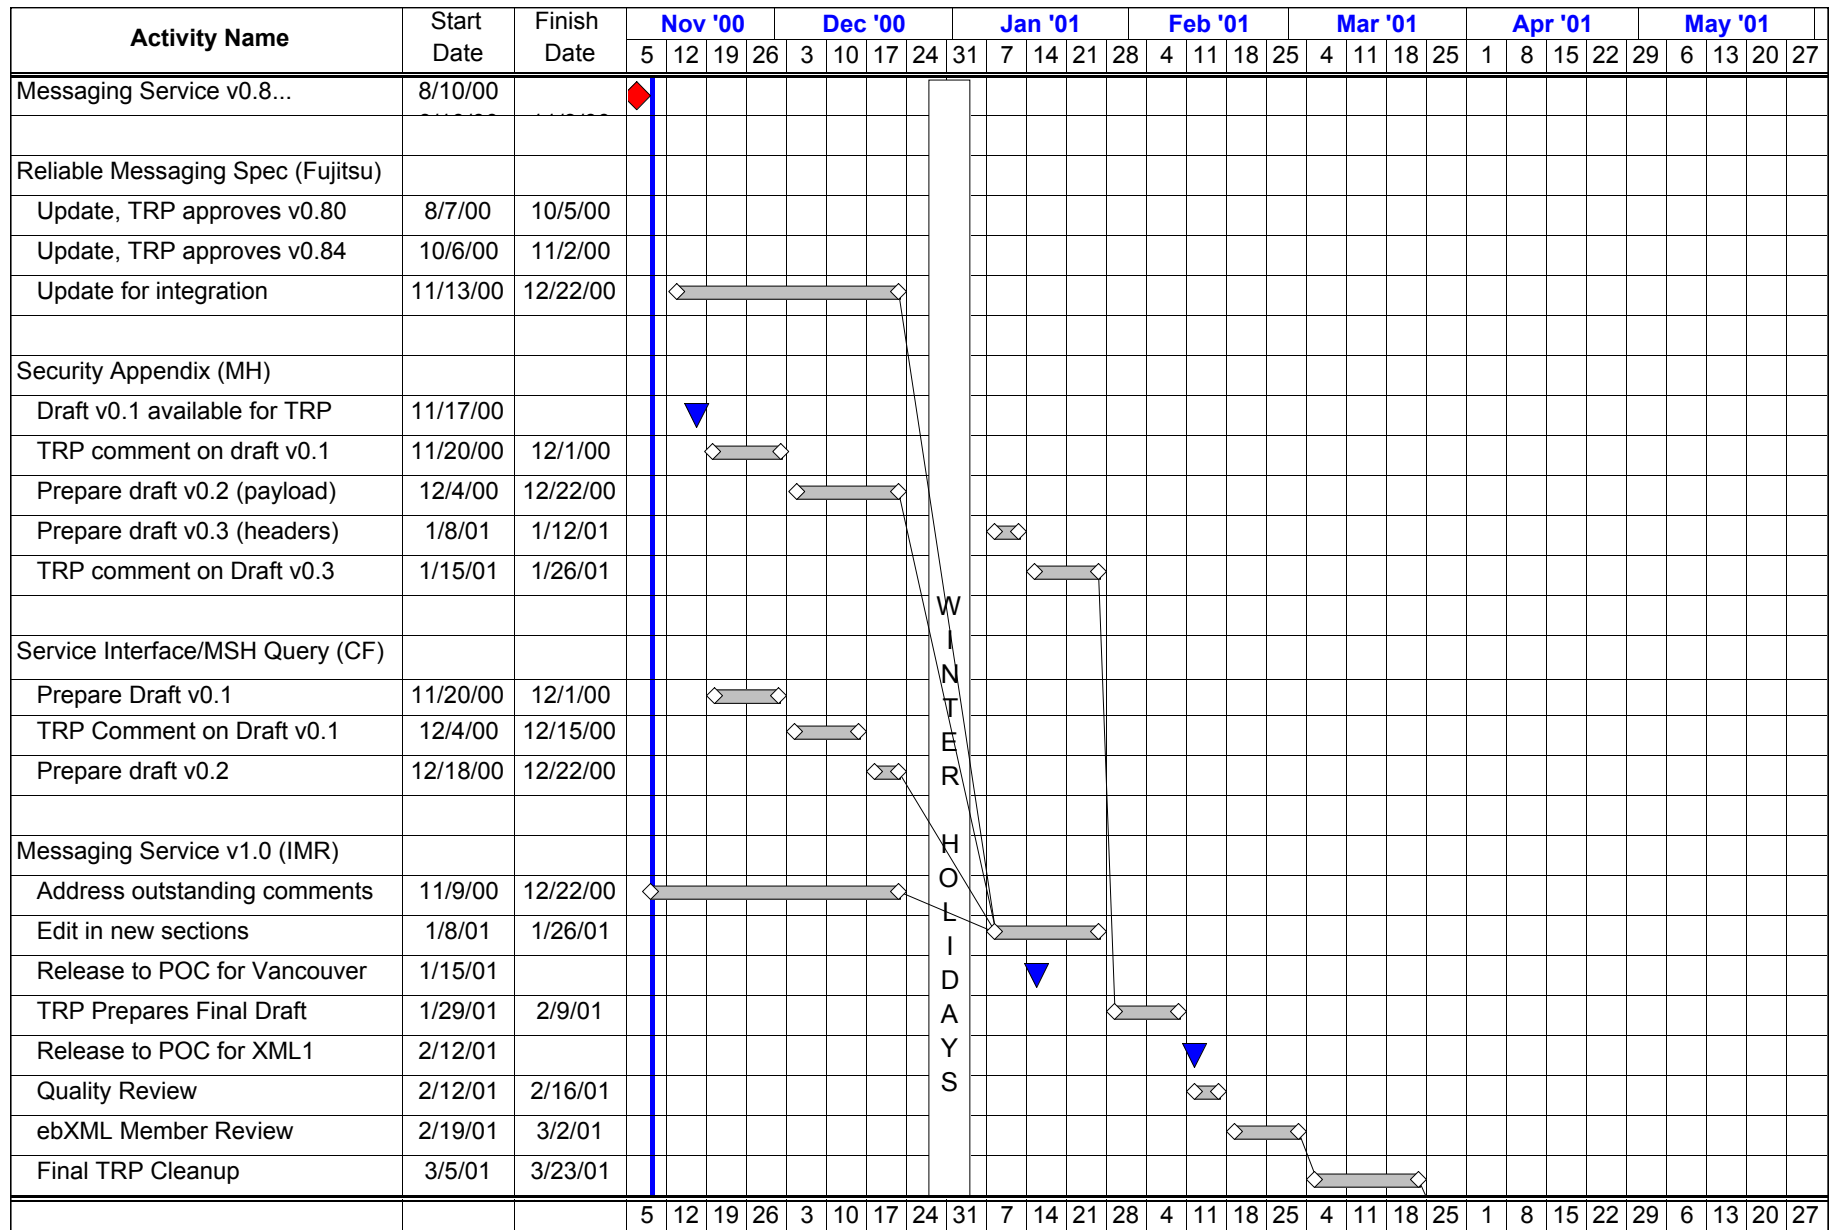 Activity Name Start Date Finish Date Nov '00 Dec '00 Jan '01 Feb '01 Mar '01 Apr '01 May '01
5 12 19 26 3 10 17 24 31 7 14 21 28 4 11 18 25 4 11 18 25 1 8 15 22 29 6 13 20 27
Messaging Service v0.8... 8/10/00
Reliable Messaging Spec (Fujitsu)
Update, TRP approves v0.80 8/7/00 10/5/00
Update, TRP approves v0.84 10/6/00 11/2/00
Update for integration 11/13/00 12/22/00
Security Appendix (MH)
Draft v0.1 available for TRP 11/17/00
TRP comment on draft v0.1 11/20/00 12/1/00
Prepare draft v0.2 (payload) 12/4/00 12/22/00
Prepare draft v0.3 (headers) 1/8/01 1/12/01
TRP comment on Draft v0.3 1/15/01 1/26/01
Service Interface/MSH Query (CF)
Prepare Draft v0.1 11/20/00 12/1/00
TRP Comment on Draft v0.1 12/4/00 12/15/00
Prepare draft v0.2 12/18/00 12/22/00
Messaging Service v1.0 (IMR)
Address outstanding comments 11/9/00 12/22/00
Edit in new sections 1/8/01 1/26/01
Release to POC for Vancouver 1/15/01
TRP Prepares Final Draft 1/29/01 2/9/01
Release to POC for XML1 2/12/01
Quality Review 2/12/01 2/16/01
ebXML Member Review 2/19/01 3/2/01
Final TRP Cleanup 3/5/01 3/23/01
WINTER HOLIDAYS
5 12 19 26 3 10 17 24 31 7 14 21 28 4 11 18 25 4 11 18 25 1 8 15 22 29 6 13 20 27